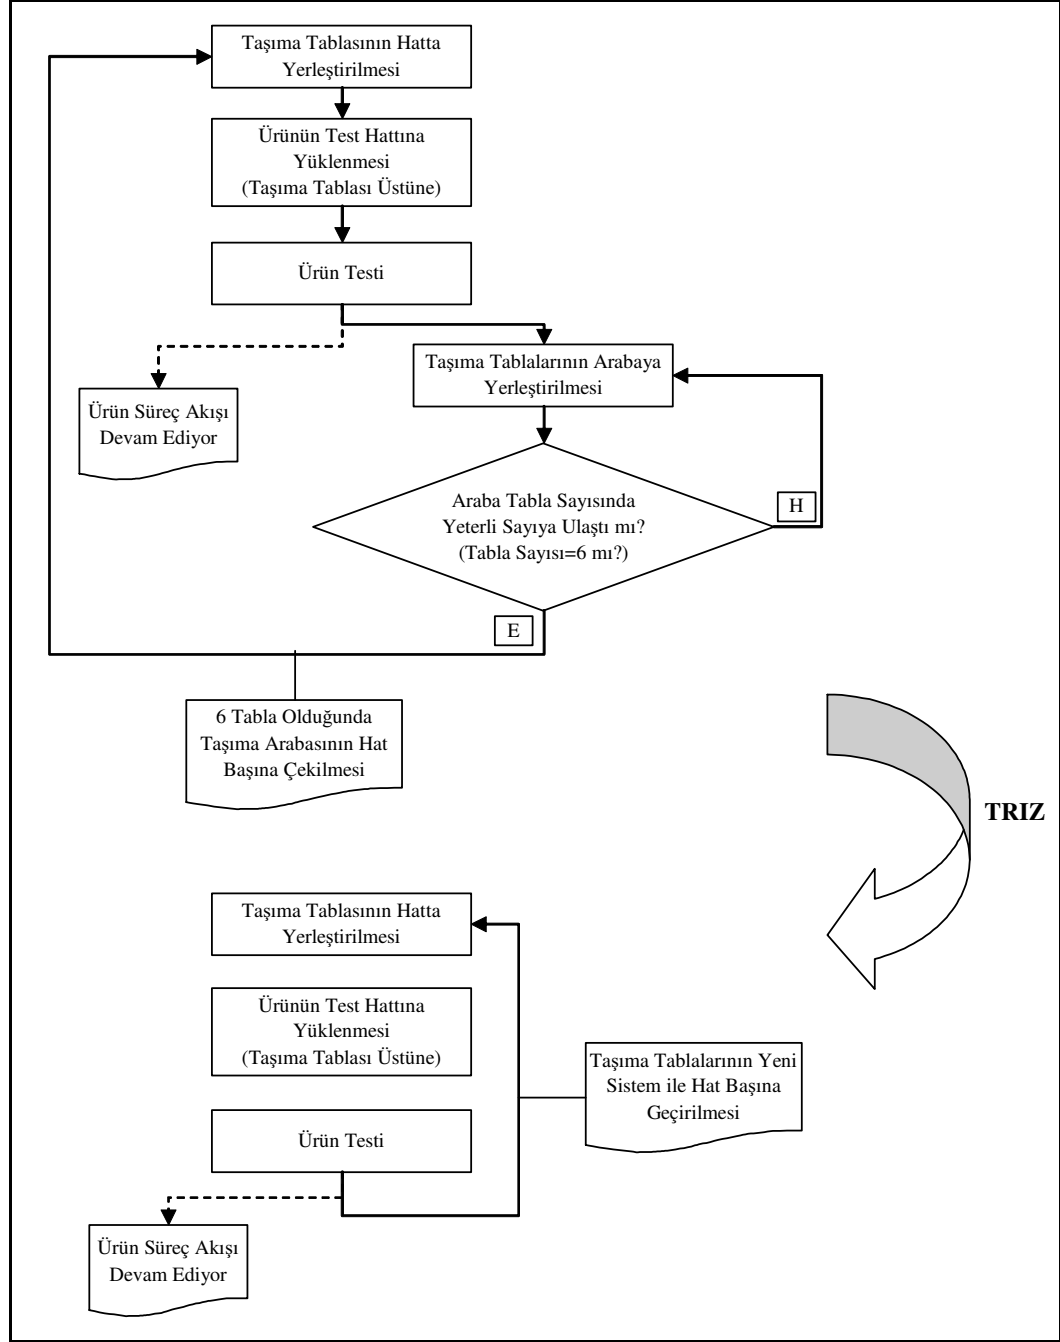 Taşıma Tablasının Hatta
Yerleştirilmesi
Ürünün Test Hattına
Yüklenmesi
(Taşıma Tablası Üstüne)
Ürün Testi
Taşıma Tablalarının Arabaya
Yerleştirilmesi
Ürün Süreç Akışı
Devam Ediyor
Araba Tabla Sayısında
Yeterli Sayıya Ulaştı mı?
(Tabla Sayısı=6 mı?)
H
E
6 Tabla Olduğunda
Taşıma Arabasının Hat
Başına Çekilmesi
TRIZ
Taşıma Tablasının Hatta
Yerleştirilmesi
Ürünün Test Hattına
Yüklenmesi
(Taşıma Tablası Üstüne)
Taşıma Tablalarının Yeni
Sistem ile Hat Başına
Geçirilmesi
Ürün Testi
Ürün Süreç Akışı
Devam Ediyor